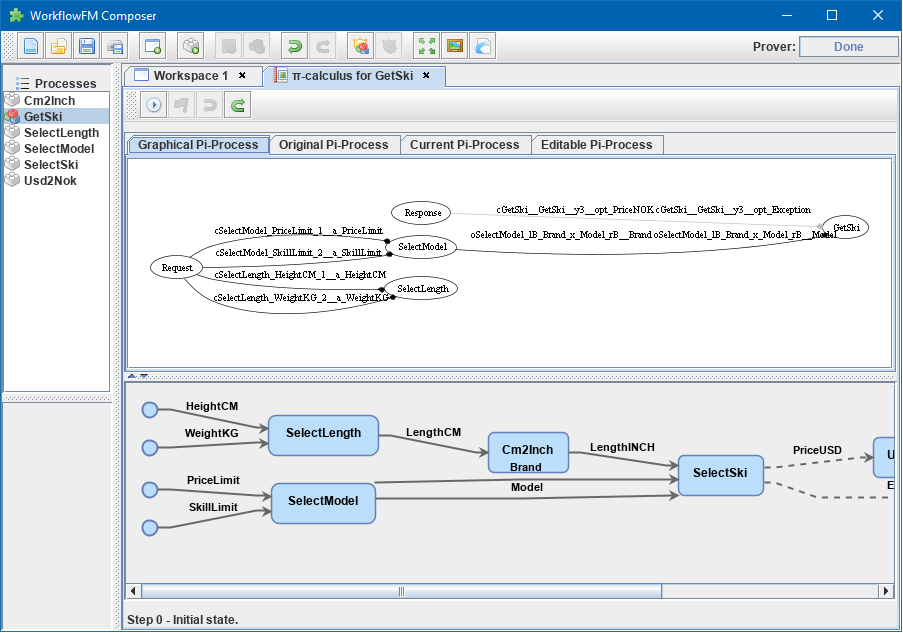 WorkflowFM Composer
Prover: Done
Processes
Cm2Inch
GetSki
SelectLength
SelectModel
SelectSki
Usd2Nok
Workspace 1 × π-calculus for GetSki ×
Graphical Pi-Process Original Pi-Process Current Pi-Process Editable Pi-Process
Response
cGetSki__GetSki__y3__opt_PriceNOK cGetSki__GetSki__y3__opt_Exception
GetSki
cSelectModel_PriceLimit_1__a_PriceLimit
SelectModel
oSelectModel_lB_Brand_x_Model_rB__Brand oSelectModel_lB_Brand_x_Model_rB__Model
cSelectModel_SkillLimit_2__a_SkillLimit
Request
cSelectLength_HeightCM_1__a_HeightCM
SelectLength
cSelectLength_WeightKG_2__a_WeightKG
HeightCM
WeightKG
SelectLength
LengthCM
Cm2Inch
LengthINCH
Brand
SelectSki
PriceUSD
U
E
PriceLimit
SkillLimit
SelectModel
Model
Step 0 - Initial state.